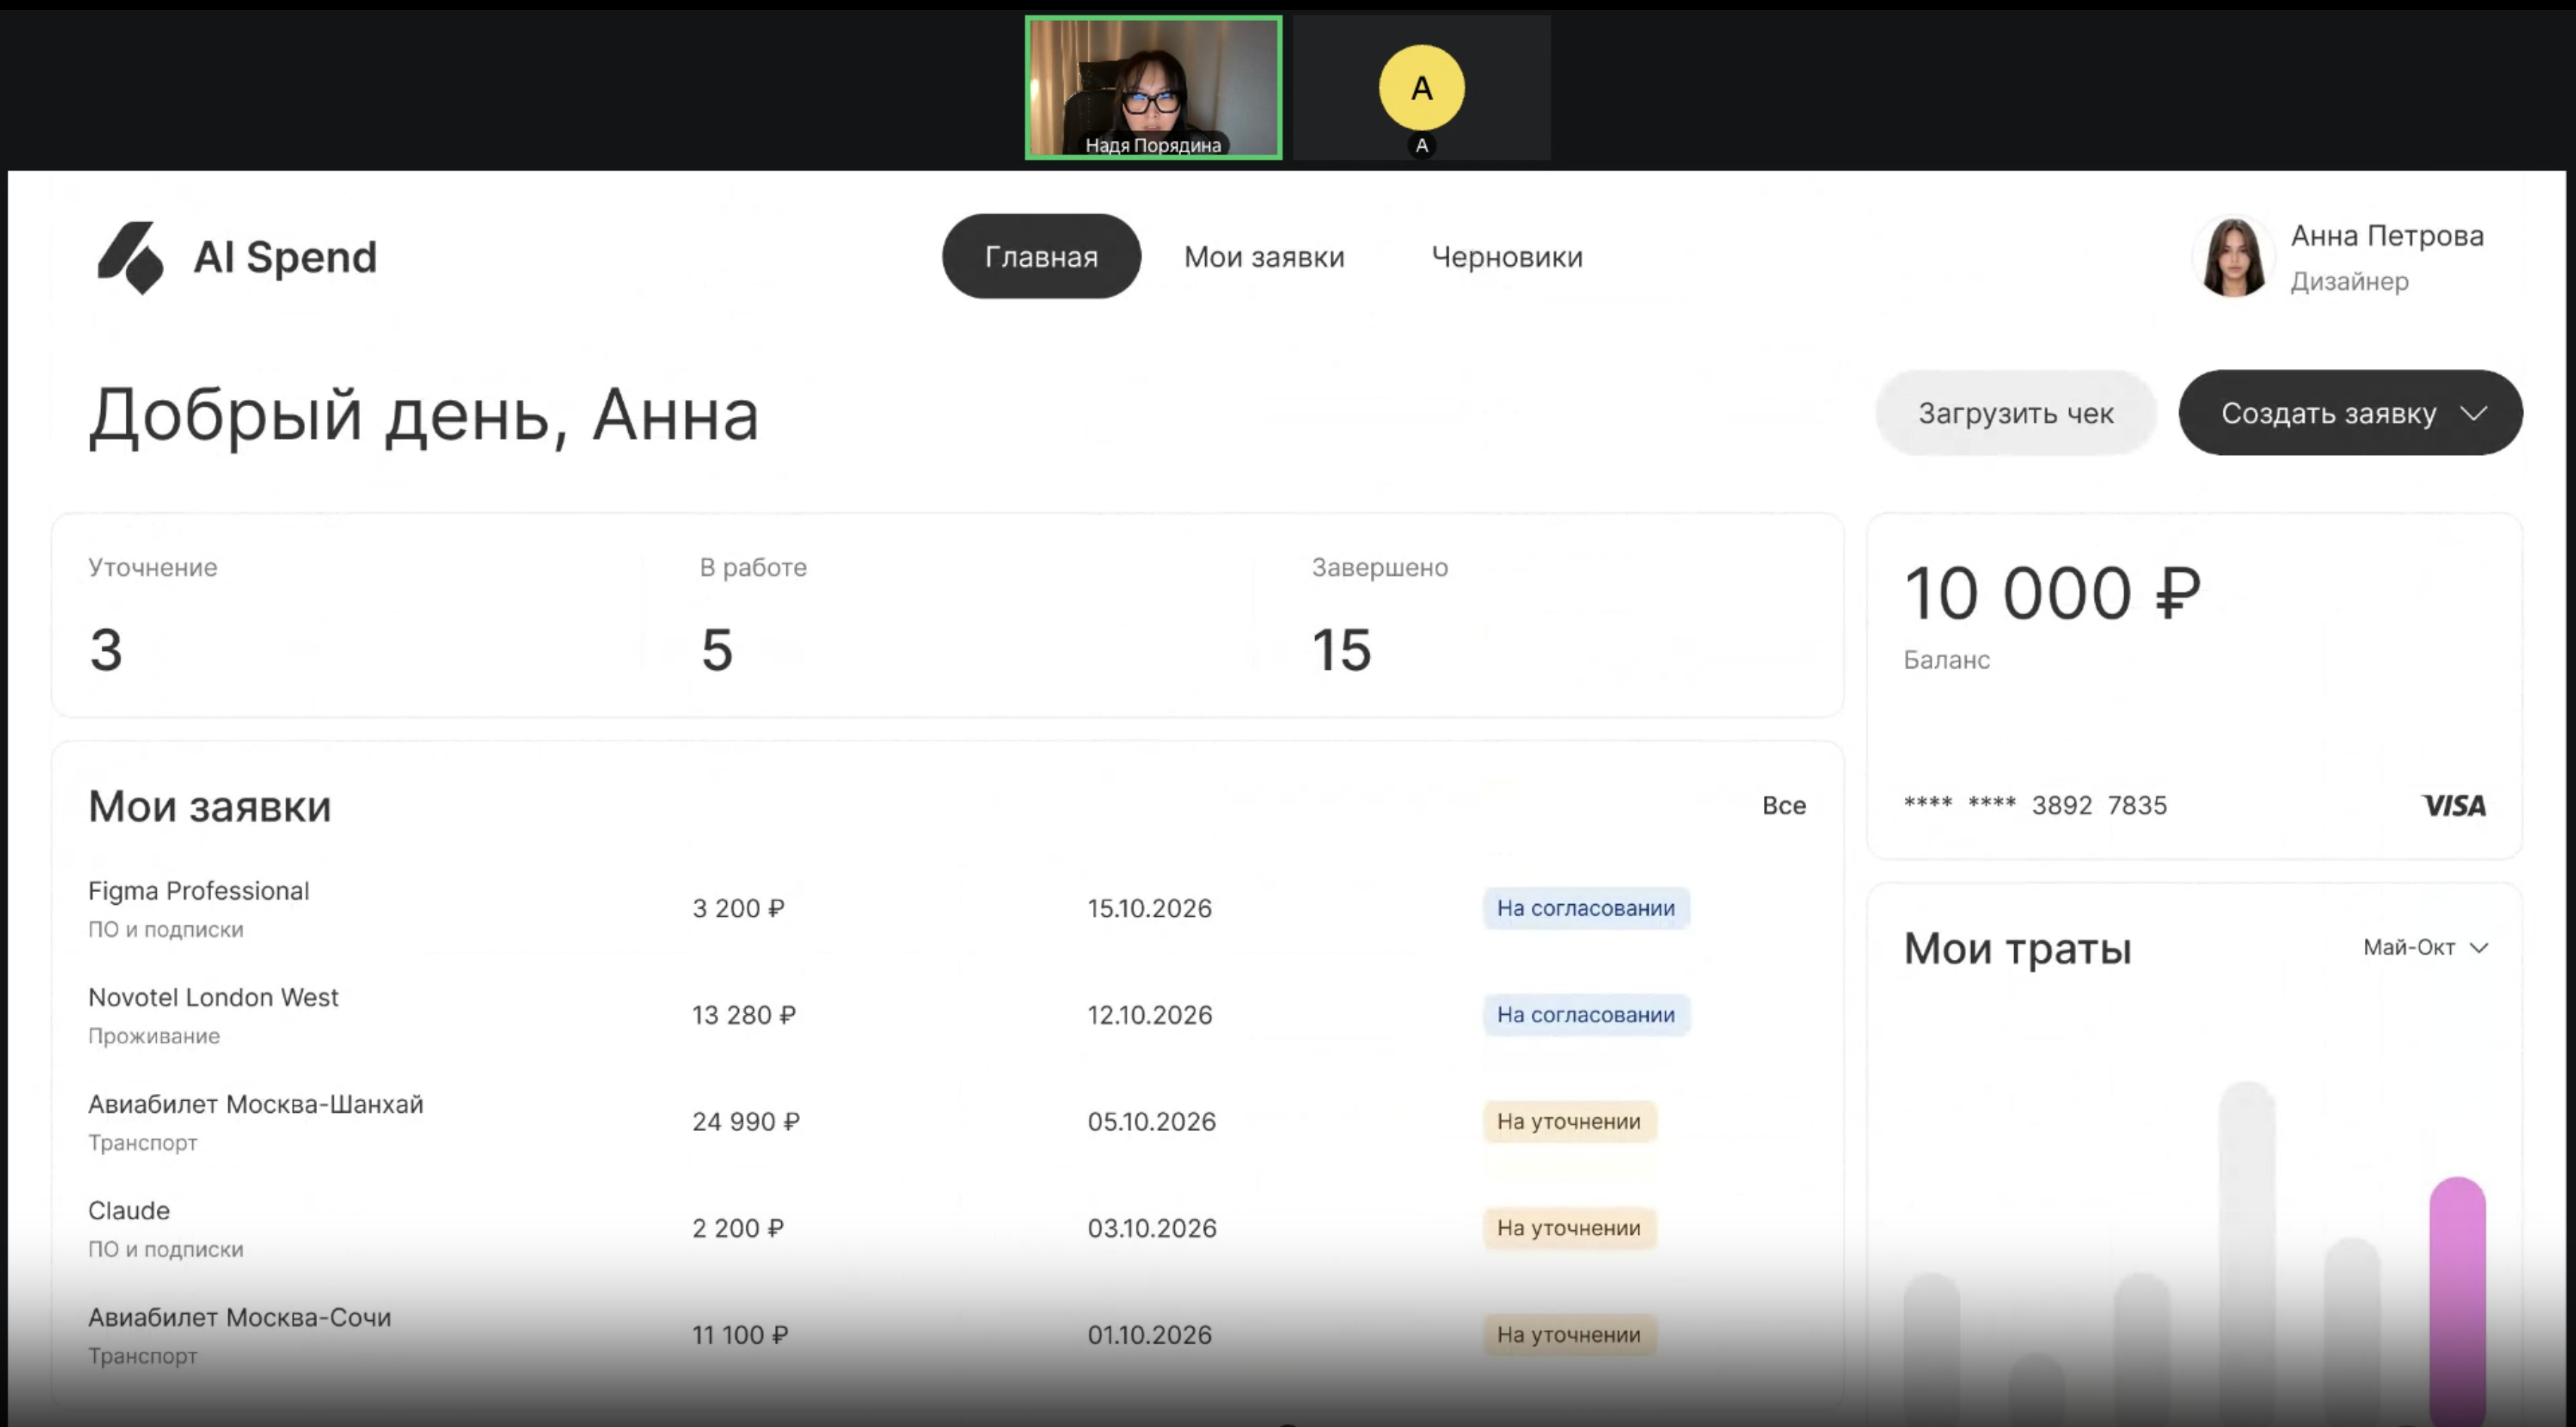 Надя Порядина
A
A
AI Spend
Главная
Мои заявки
Черновики
Анна Петрова
Дизайнер
Добрый день, Анна
Загрузить чек
Создать заявку
Уточнение
3
В работе
5
Завершено
15
10 000 ₽
Баланс
**** **** 3892 7835
VISA
Мои заявки
Все
Figma Professional
ПО и подписки
3 200 ₽
15.10.2026
На согласовании
Novotel London West
Проживание
13 280 ₽
12.10.2026
На согласовании
Авиабилет Москва-Шанхай
Транспорт
24 990 ₽
05.10.2026
На уточнении
Claude
ПО и подписки
2 200 ₽
03.10.2026
На уточнении
Авиабилет Москва-Сочи
Транспорт
11 100 ₽
01.10.2026
На уточнении
Мои траты
Май-Окт